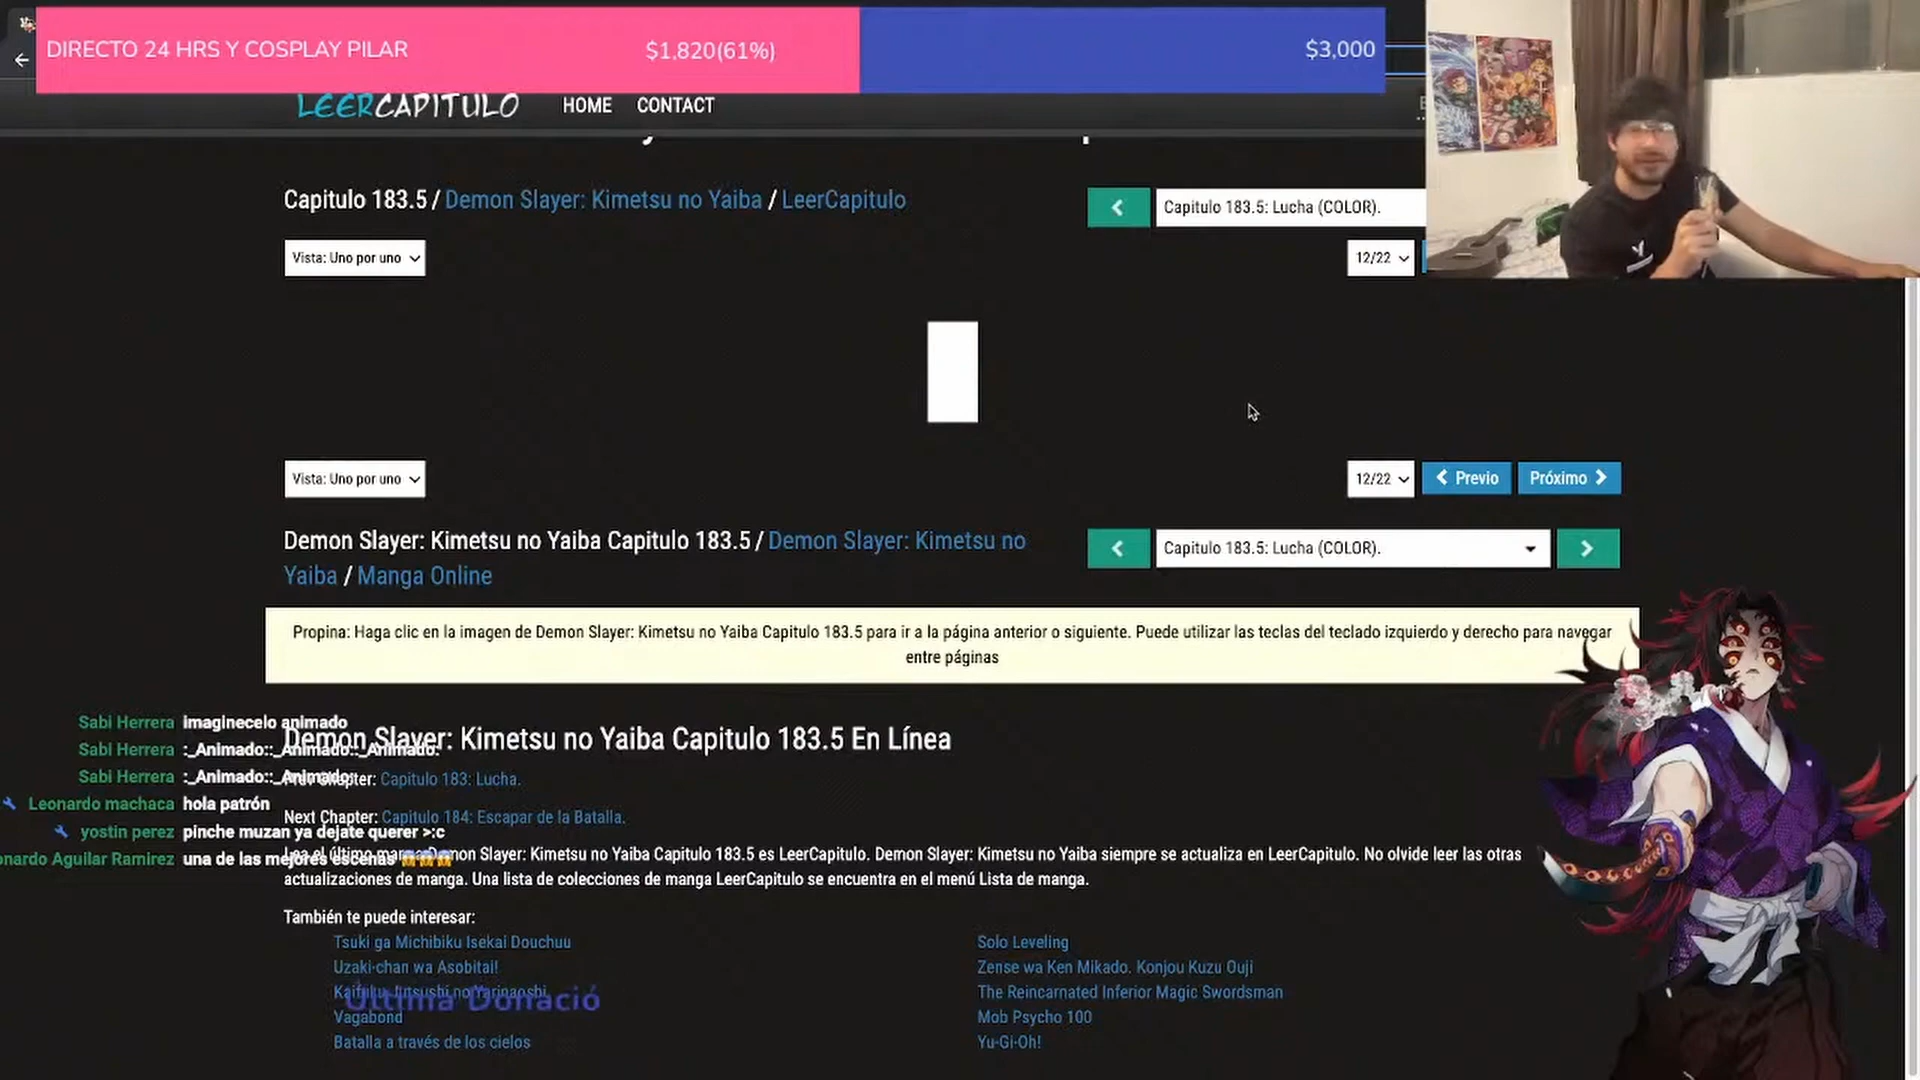 DIRECTO 24 HRS Y COSPLAY PILAR
$1,820(61%)
$3,000
LEERCAPITULO
HOME
CONTACT
Capitulo 183.5 / Demon Slayer: Kimetsu no Yaiba / LeerCapitulo
Capitulo 183.5: Lucha (COLOR).
Vista: Uno por uno
12/22
Vista: Uno por uno
12/22
Previo
Próximo
Demon Slayer: Kimetsu no Yaiba Capitulo 183.5 / Demon Slayer: Kimetsu no
Yaiba / Manga Online
Capitulo 183.5: Lucha (COLOR).
Propina: Haga clic en la imagen de Demon Slayer: Kimetsu no Yaiba Capitulo 183.5 para ir a la página anterior o siguiente. Puede utilizar las teclas del teclado izquierdo y derecho para navegar
entre páginas
Sabi Herrera imaginecelo animado
Demon Slayer: Kimetsu no Yaiba Capitulo 183.5 En Línea
Sabi Herrera :_Animado::_Animado::_Animado:
Sabi Herrera :_Animado::_Animado:
Chapter: Capitulo 183: Lucha.
Leonardo machaca hola patrón
Next Chapter: Capitulo 184: Escapar de la Batalla.
yostin perez pinche muzan ya dejate querer >:c
onardo Aguilar Ramirez una de las mejores escenas
Demon Slayer: Kimetsu no Yaiba Capitulo 183.5 es LeerCapitulo. Demon Slayer: Kimetsu no Yaiba siempre se actualiza en LeerCapitulo. No olvide leer las otras
actualizaciones de manga. Una lista de colecciones de manga LeerCapitulo se encuentra en el menú Lista de manga.
También te puede interesar:
Tsuki ga Michibiku Isekai Douchuu
Solo Leveling
Uzaki-chan wa Asobitai!
Zense wa Ken Mikado. Konjou Kuzu Ouji
Kaifuku Jutsushi no Yarinaoshi
The Reincarnated Inferior Magic Swordsman
Última Donació
Vagabond
Mob Psycho 100
Batalla a través de los cielos
Yu-Gi-Oh!